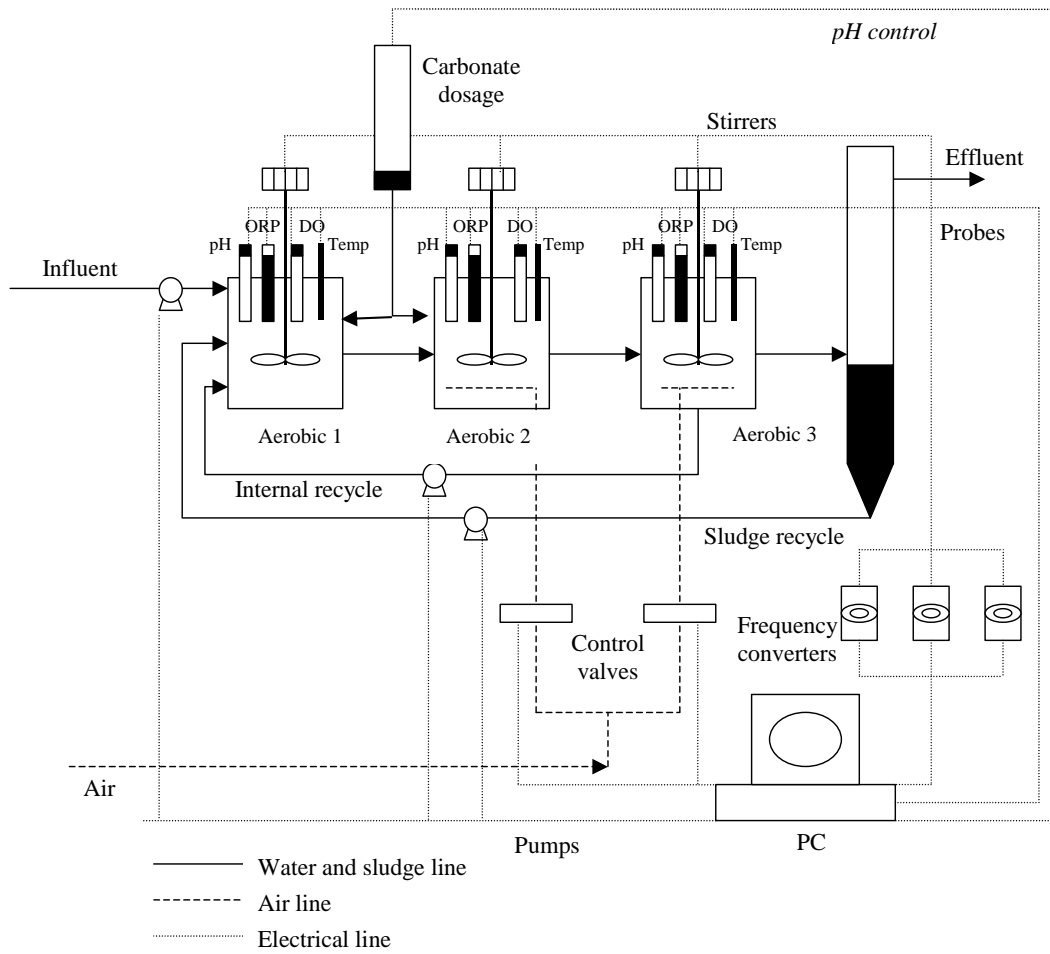 pH control
Carbonate
dosage
Stirrers
Effluent
Probes
ORP DO
pH Temp
ORP DO
pH Temp
ORP DO
pH Temp
Influent
Aerobic 1
Aerobic 2
Aerobic 3
Internal recycle
Sludge recycle
Frequency
converters
Control
valves
Air
Pumps
PC
Water and sludge line
Air line
Electrical line